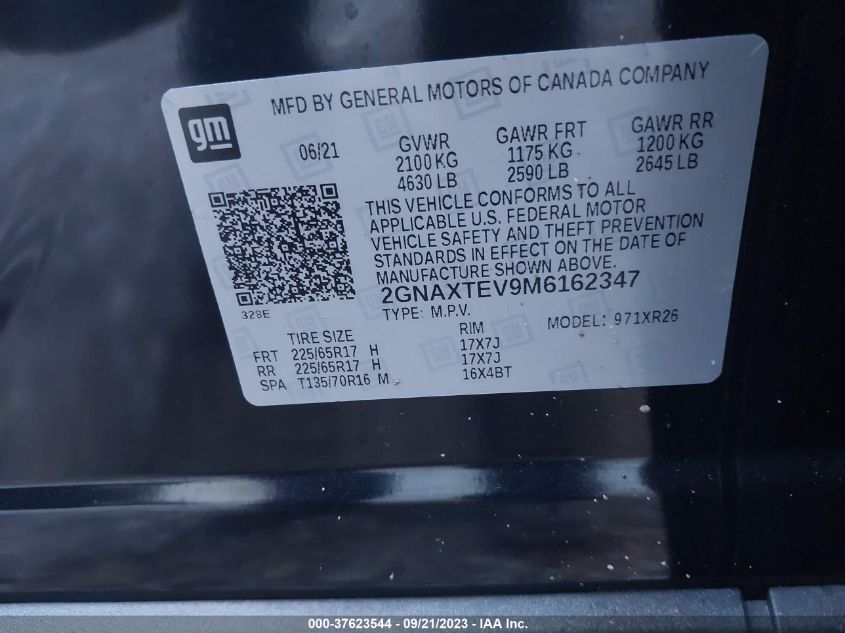 MFD BY GENERAL MOTORS OF CANADA COMPANY
gm
06/21 GVWR GAWR FRT GAWR RR
2100 KG 1175 KG 1200 KG
4630 LB 2590 LB 2645 LB
THIS VEHICLE CONFORMS TO ALL
APPLICABLE U.S. FEDERAL MOTOR
VEHICLE SAFETY AND THEFT PREVENTION
STANDARDS IN EFFECT ON THE DATE OF
MANUFACTURE SHOWN ABOVE.
2GNAXTEV9M6162347
328E
TYPE: M.P.V. MODEL: 971XR26
TIRE SIZE RIM
FRT 225/65R17 H 17X7J
RR 225/65R17 H 17X7J
SPA T135/70R16 M 16X4BT
000-37623544 - 09/21/2023 - IAA Inc.